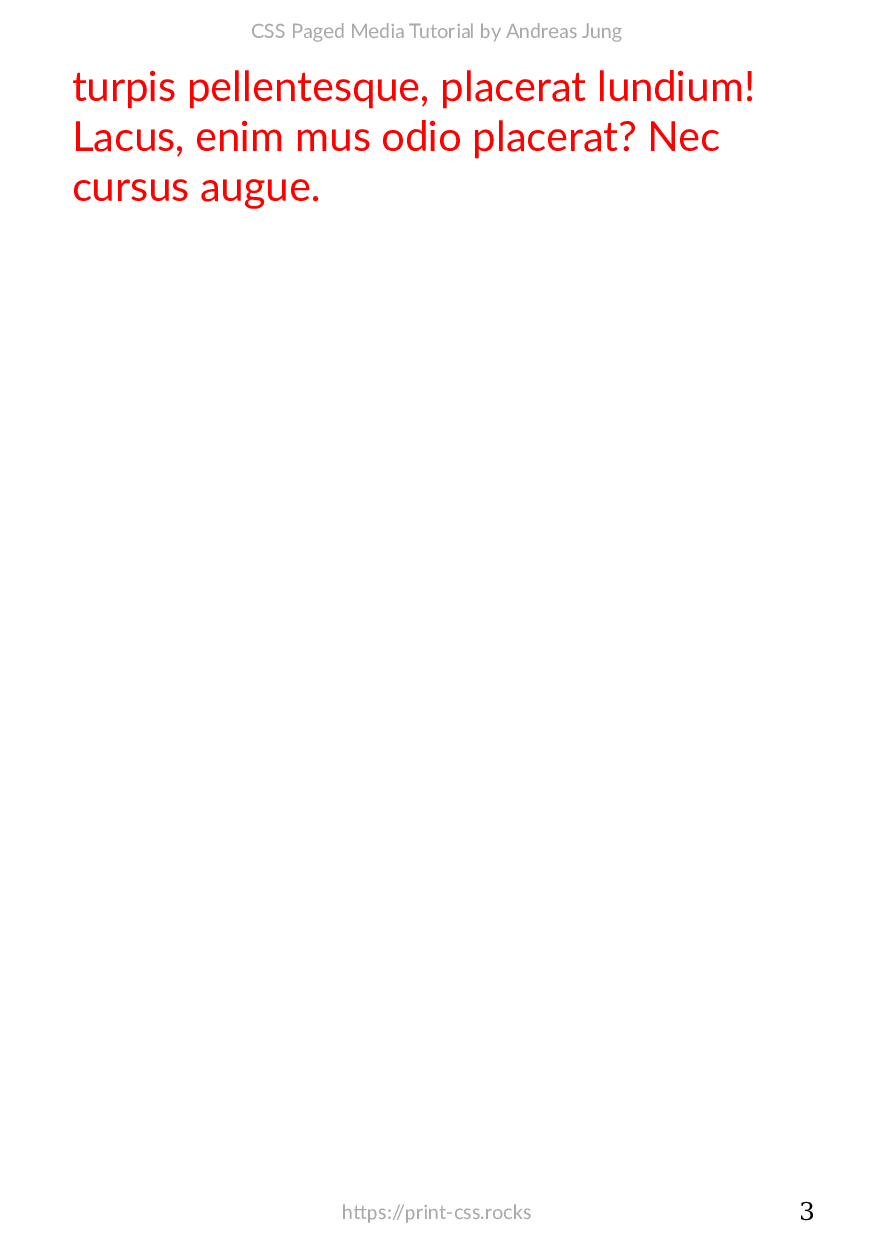 CSS Paged Media Tutorial by Andreas Jung
turpis pellentesque, placerat lundium!
Lacus, enim mus odio placerat? Nec
cursus augue.
https://print-css.rocks
3